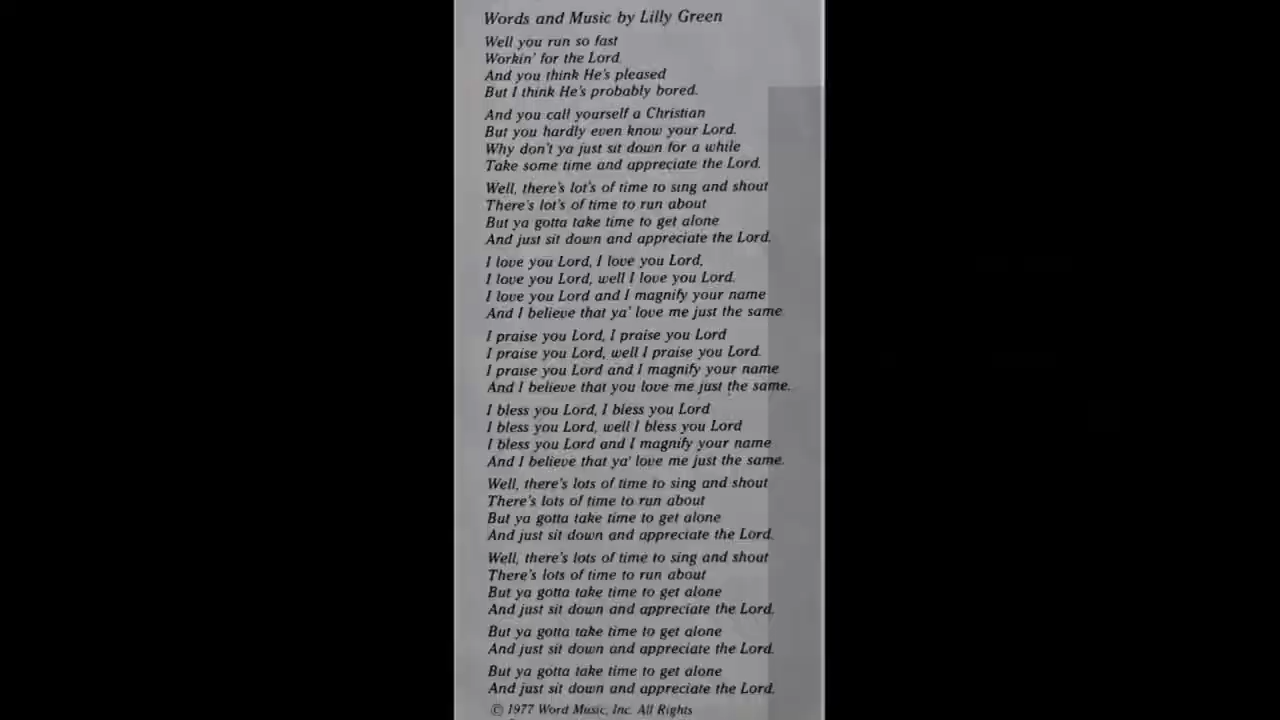 Words and Music by Lilly Green
Well you run so fast
Workin' for the Lord.
And you think He's pleased
But I think He's probably bored.
And you call yourself a Christian
But you hardly even know your Lord.
Why don't ya just sit down for a while
Take some time and appreciate the Lord.
Well, there's lot's of time to sing and shout
There's lot's of time to run about
But ya gotta take time to get alone
And just sit down and appreciate the Lord.
I love you Lord, I love you Lord,
I love you Lord, well I love you Lord.
I love you Lord and I magnify your name
And I believe that ya' love me just the same.
I praise you Lord, I praise you Lord
I praise you Lord, well I praise you Lord.
I praise you Lord and I magnify your name
And I believe that you love me just the same.
I bless you Lord, I bless you Lord
I bless you Lord, well I bless you Lord
I bless you Lord and I magnify your name
And I believe that ya' love me just the same.
Well, there's lots of time to sing and shout
There's lots of time to run about
But ya gotta take time to get alone
And just sit down and appreciate the Lord.
Well, there's lots of time to sing and shout
There's lots of time to run about
But ya gotta take time to get alone
And just sit down and appreciate the Lord.
But ya gotta take time to get alone
And just sit down and appreciate the Lord.
But ya gotta take time to get alone
And just sit down and appreciate the Lord.
© 1977 Word Music, Inc. All Rights